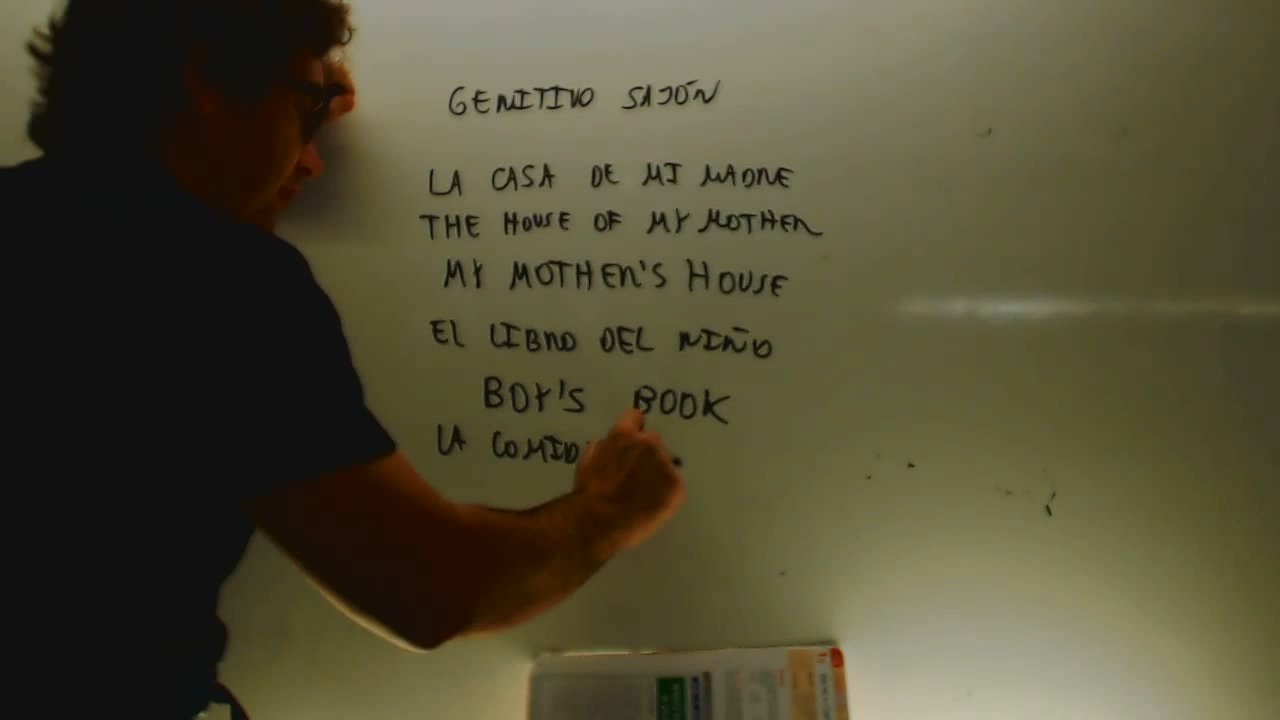 GENITIVO SAJÓN
LA CASA DE MI MADRE
THE HOUSE OF MY MOTHER
MY MOTHER'S HOUSE
EL LIBRO DEL NIÑO
BOY'S BOOK
LA COMID